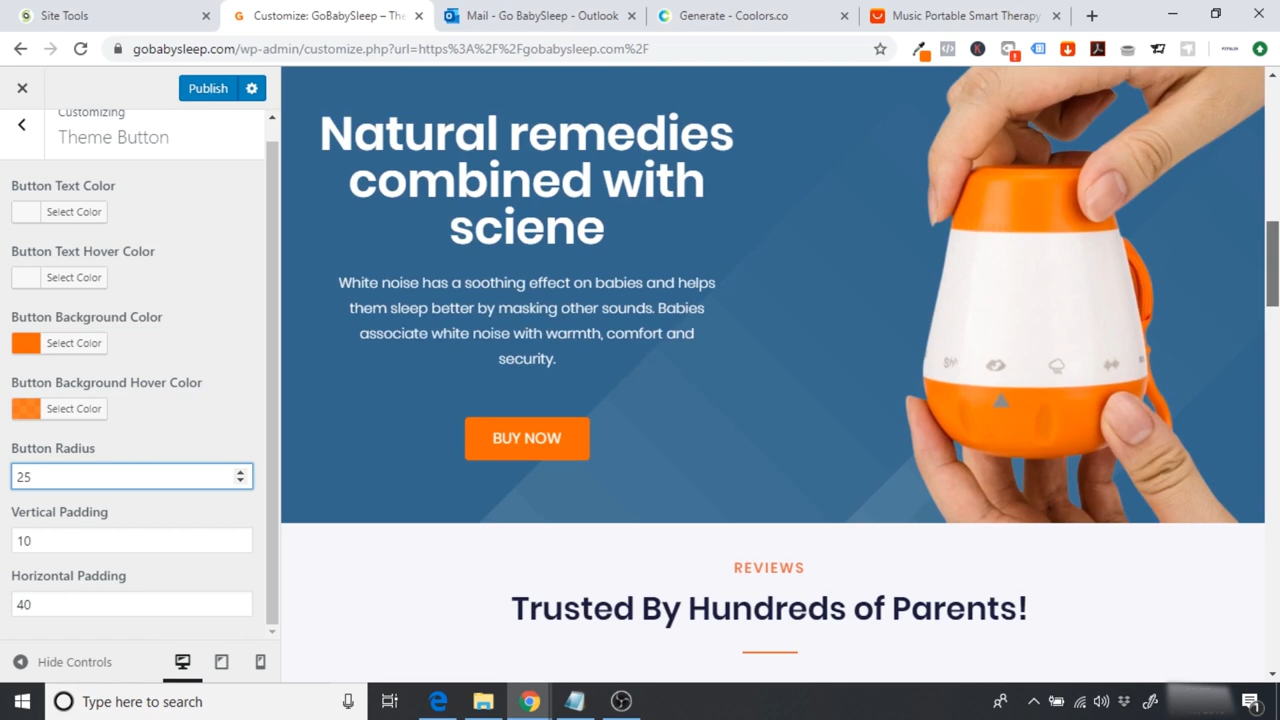 Site Tools
Customize: GoBabySleep – The
Mail - Go BabySleep - Outlook
Generate - Coolors.co
Music Portable Smart Therapy
gobabysleep.com/wp-admin/customize.php?url=https%3A%2F%2Fgobabysleep.com%2F
Publish
Customizing
Theme Button
Button Text Color
Select Color
Button Text Hover Color
Select Color
Button Background Color
Select Color
Button Background Hover Color
Select Color
Button Radius
25
Vertical Padding
10
Horizontal Padding
40
Hide Controls
Natural remedies
combined with
sciene
White noise has a soothing effect on babies and helps
them sleep better by masking other sounds. Babies
associate white noise with warmth, comfort and
security.
BUY NOW
REVIEWS
Trusted By Hundreds of Parents!
Type here to search